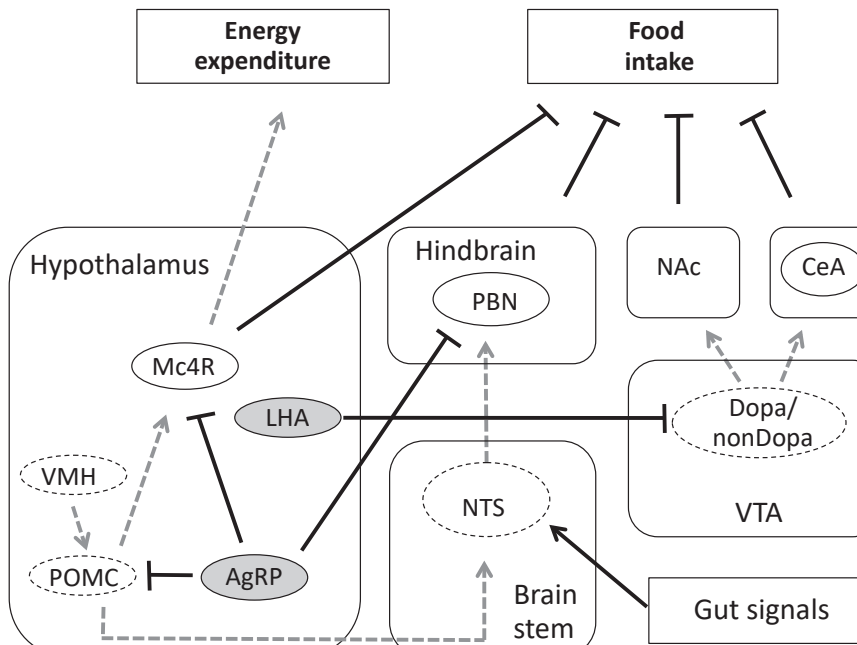 Energy
expenditure
Food
intake
Hypothalamus
Hindbrain
PBN
NAc
CeA
Mc4R
LHA
Dopa/
nonDopa
VMH
NTS
VTA
POMC
AgRP
Brain
stem
Gut signals